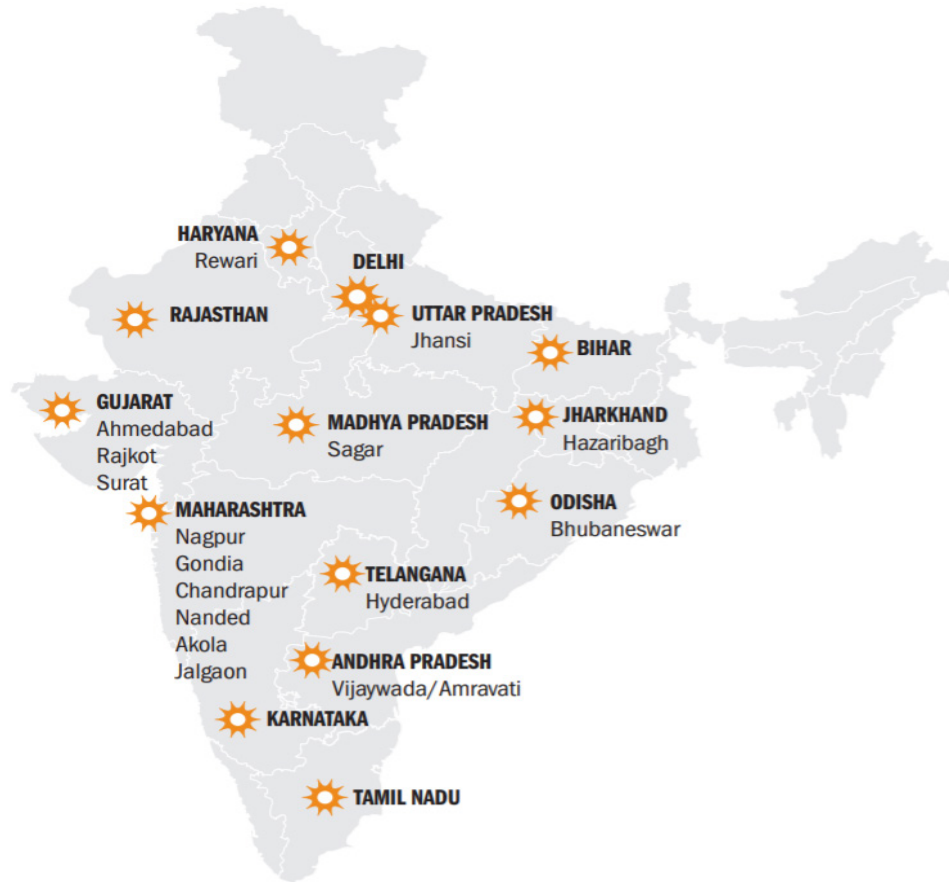 HARYANA
Rewari
DELHI
RAJASTHAN
UTTAR PRADESH
Jhansi
BIHAR
GUJARAT
Ahmedabad
Rajkot
Surat
MADHYA PRADESH
Sagar
JHARKHAND
Hazaribagh
MAHARASHTRA
Nagpur
Gondia
Chandrapur
Nanded
Akola
Jalgaon
ODISHA
Bhubaneswar
TELANGANA
Hyderabad
ANDHRA PRADESH
Vijaywada/Amravati
KARNATAKA
TAMIL NADU